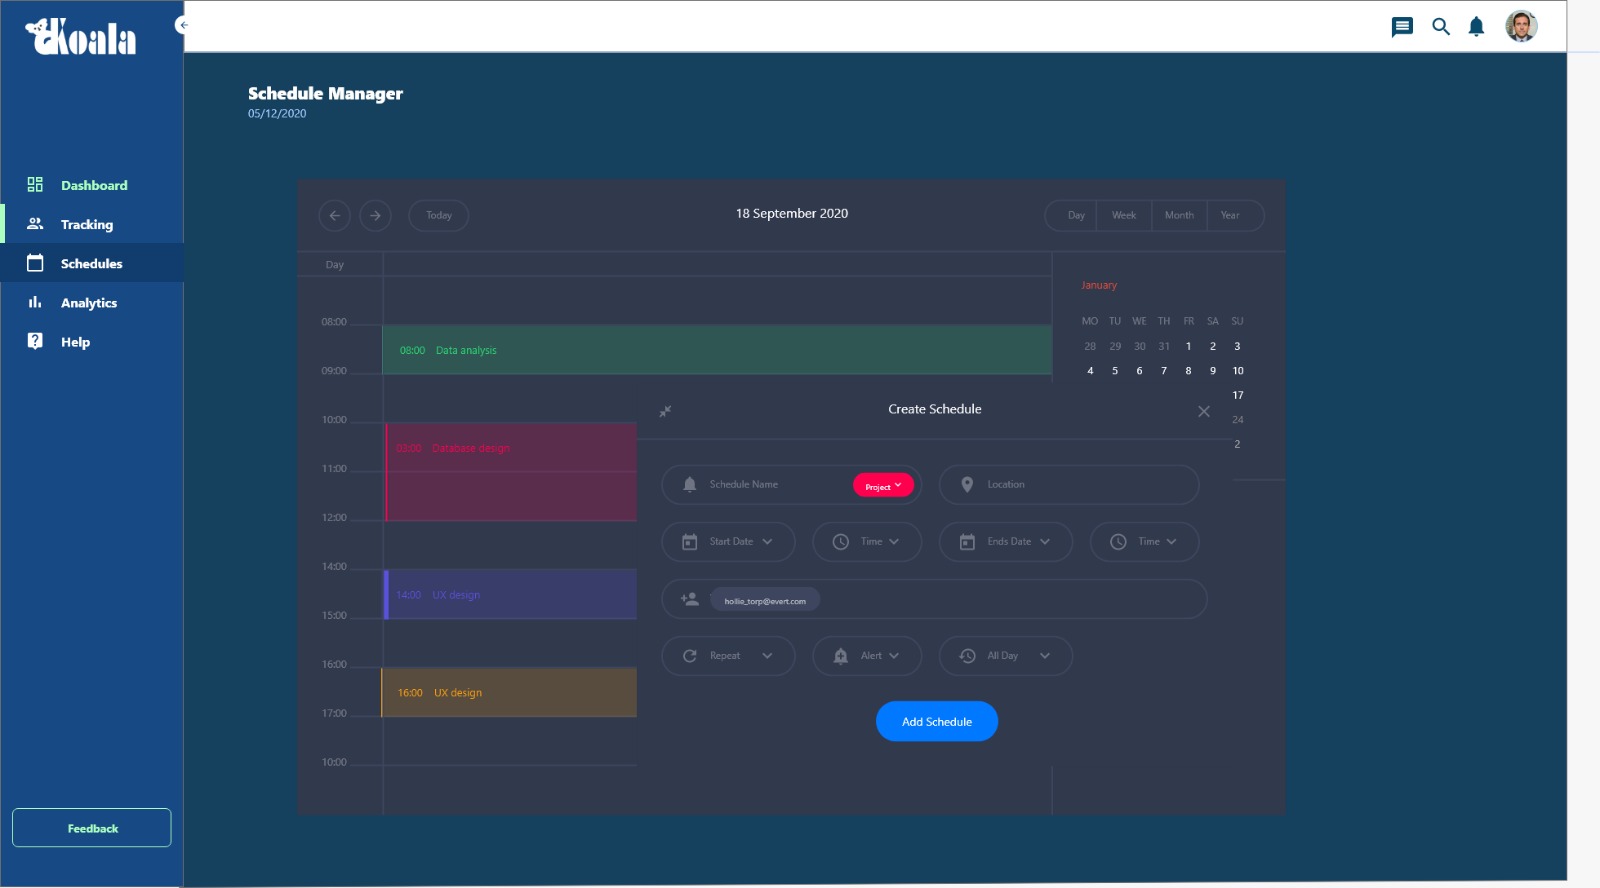 dKoala
Schedule Manager
05/12/2020
Dashboard
Tracking
Schedules
Analytics
Help
Feedback
Today
18 September 2020
Day Week Month Year
Day
January
MO TU WE TH FR SA SU
28 29 30 31 1 2 3
4 5 6 7 8 9 10
17
24
2
08:00
08:00 Data analysis
09:00
10:00
03:00 Database design
11:00
12:00
14:00
14:00 UX design
15:00
16:00
16:00 UX design
17:00
10:00
Create Schedule
Schedule Name Project Location
Start Date Time Ends Date Time
hollie_torp@evert.com
Repeat Alert All Day
Add Schedule